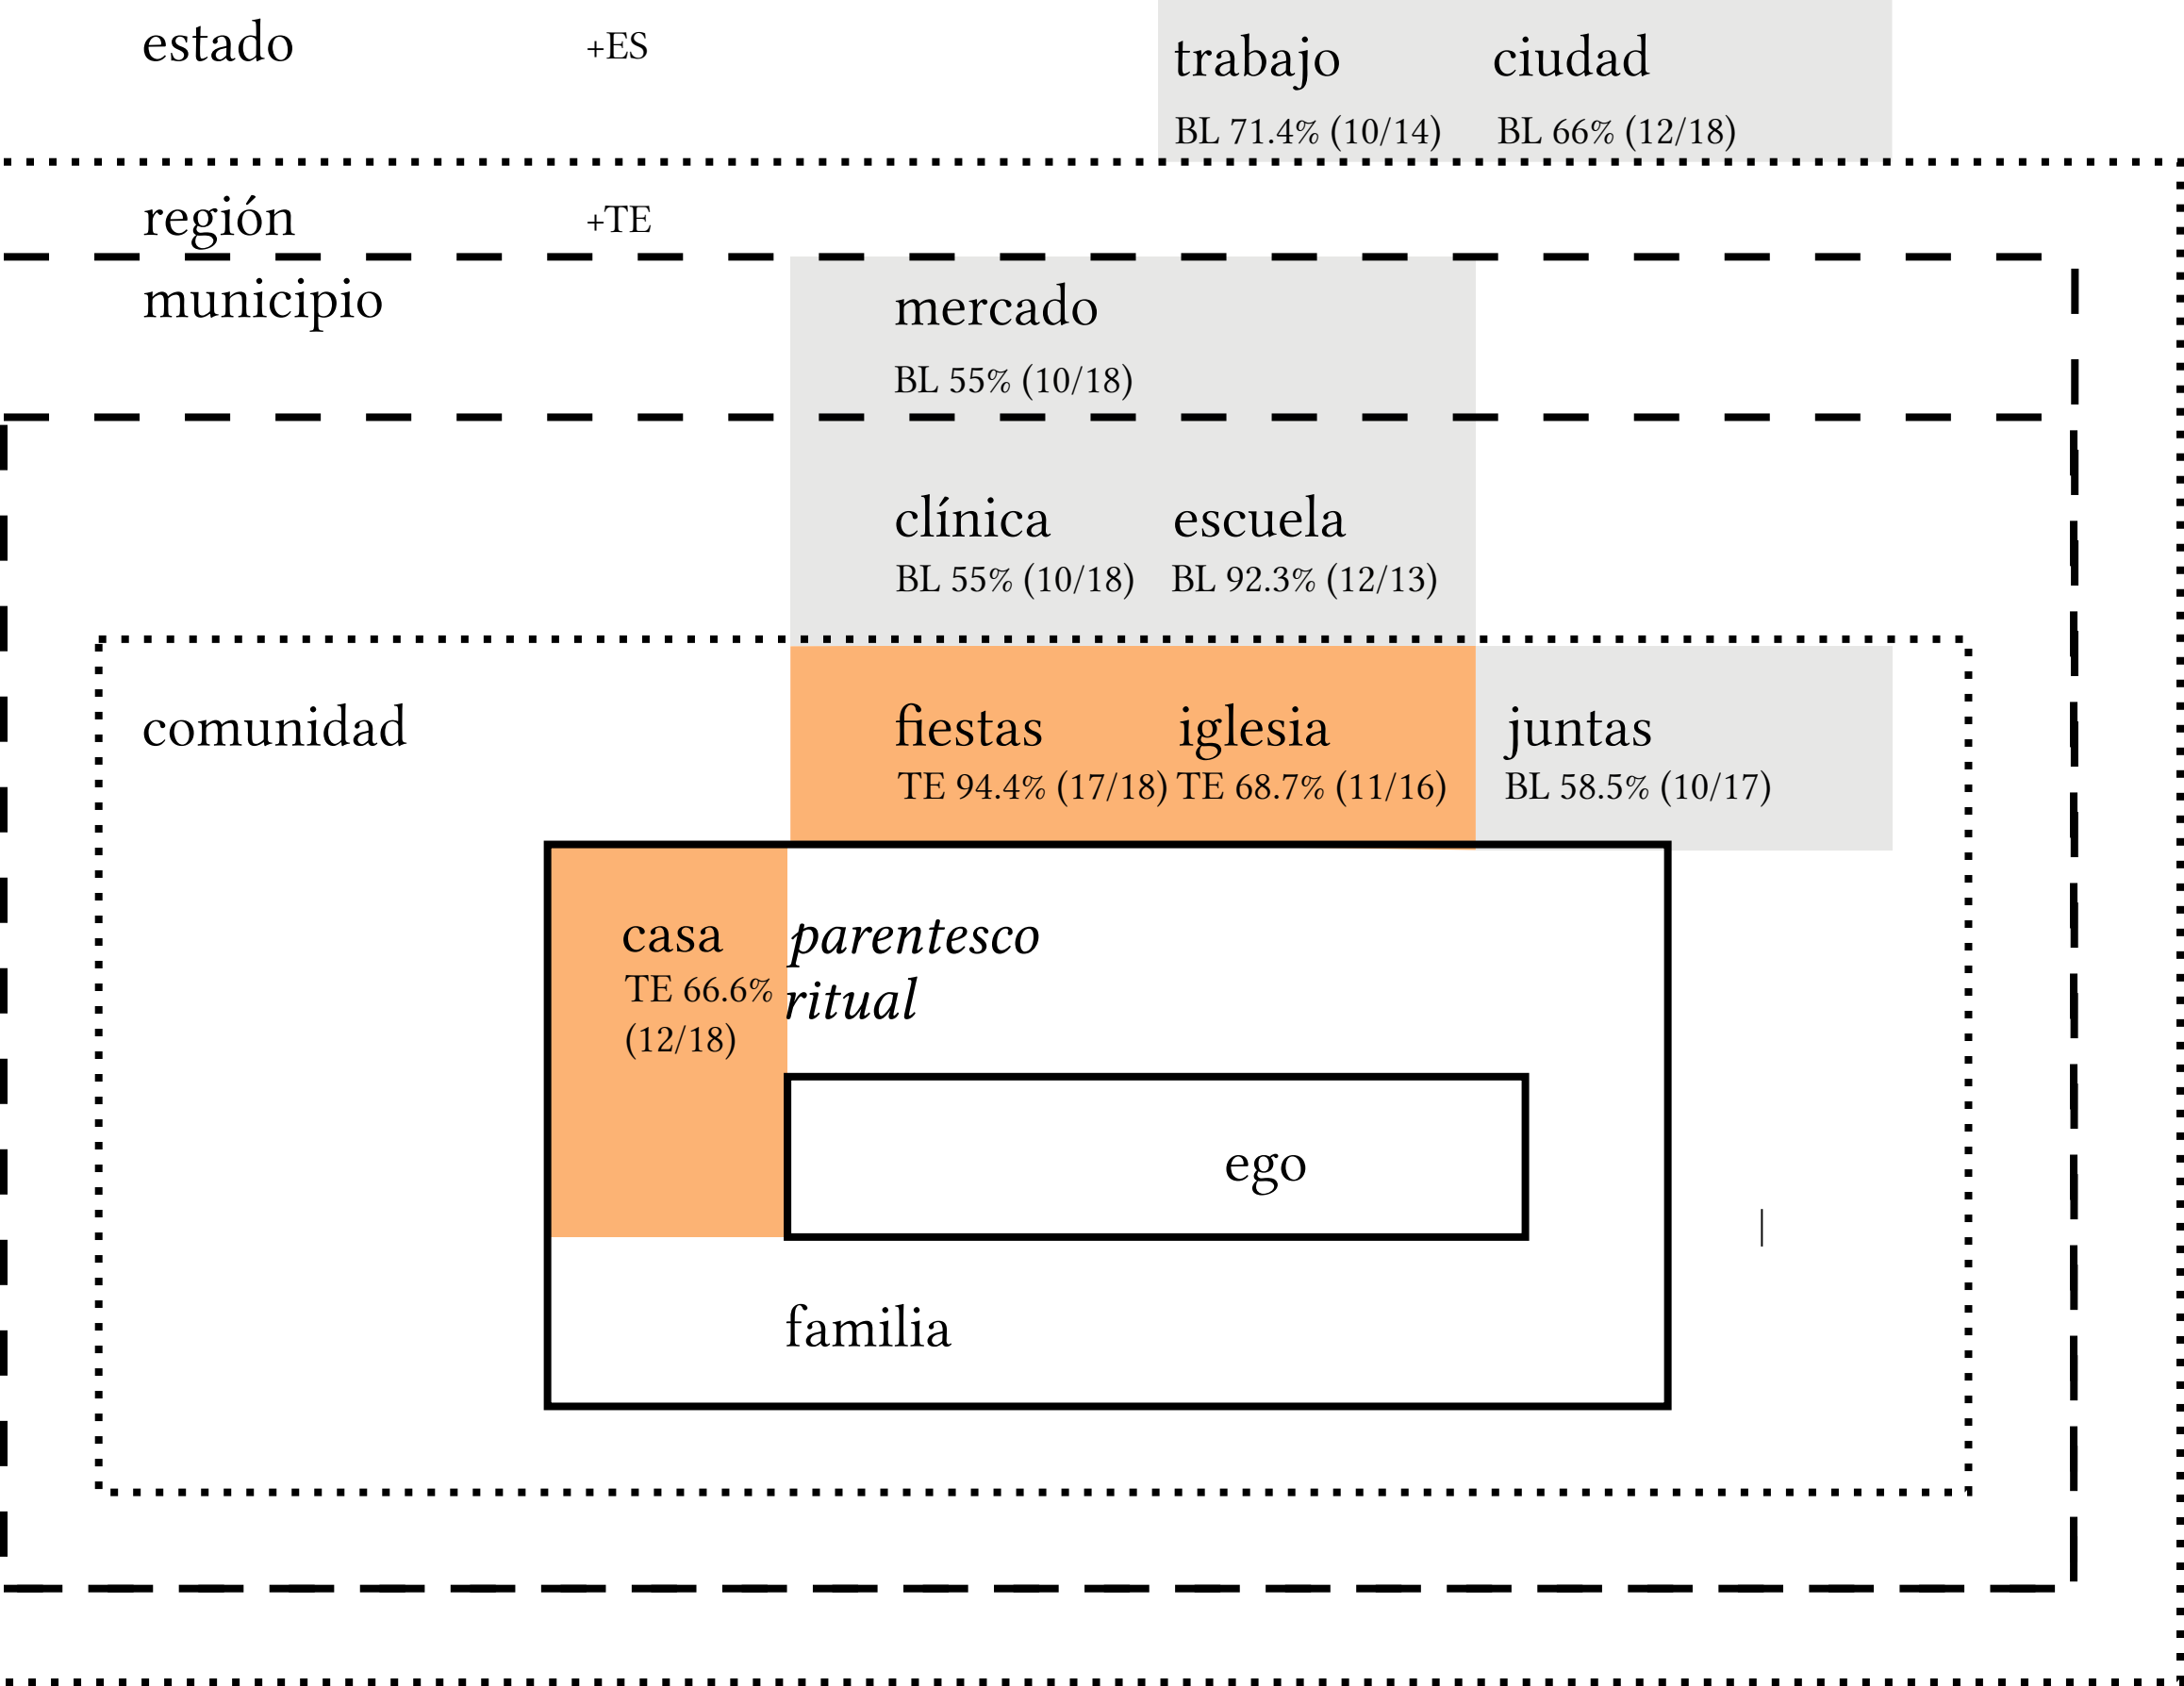 estado +ES trabajo ciudad
BL 71.4% (10/14) BL 66% (12/18)
región +TE
municipio mercado
BL 55% (10/18)
clínica escuela
BL 55% (10/18) BL 92.3% (12/13)
comunidad fiestas iglesia juntas
TE 94.4% (17/18) TE 68.7% (11/16) BL 58.5% (10/17)
casa parentesco
TE 66.6% ritual
(12/18)
ego
familia